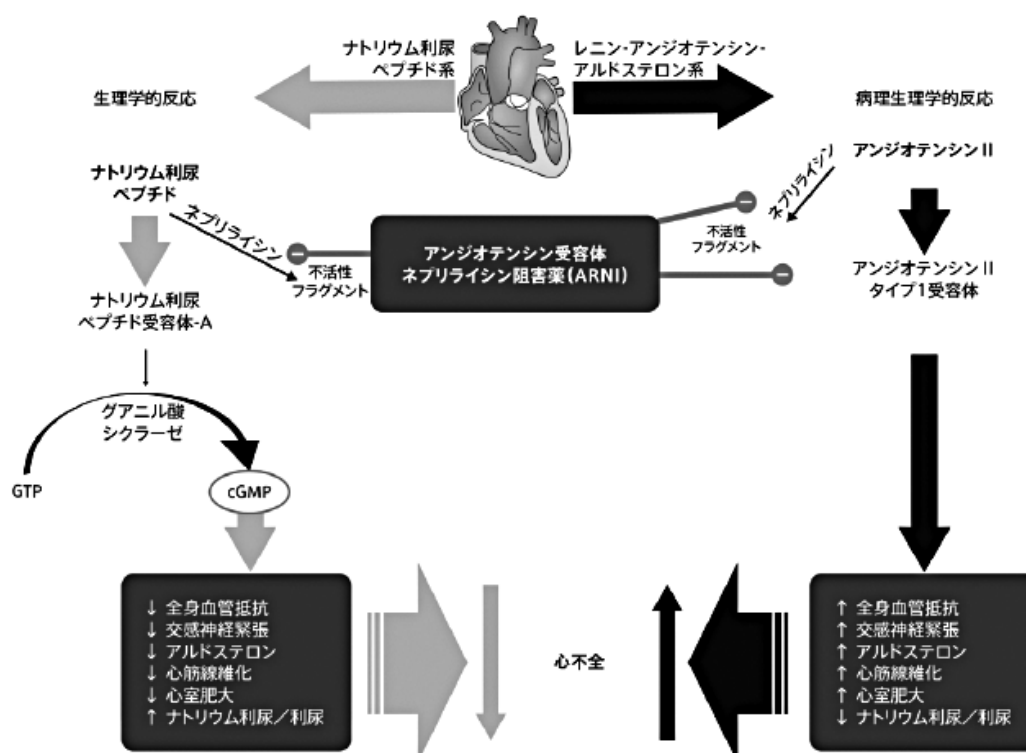 ナトリウム利尿
ペプチド系
レニン-アンジオテンシン-
アルドステロン系
生理学的反応
病理生理学的反応
ナトリウム利尿
ペプチド
ネプリライシン
不活性
フラグメント
アンジオテンシン受容体
ネプリライシン阻害薬(ARNI)
アンジオテンシンⅡ
ネプリライシン
不活性
フラグメント
アンジオテンシンⅡ
タイプ1受容体
ナトリウム利尿
ペプチド受容体-A
グアニル酸
シクラーゼ
GTP
cGMP
↓ 全身血管抵抗
↓ 交感神経緊張
↓ アルドステロン
↓ 心筋線維化
↓ 心室肥大
↑ ナトリウム利尿/利尿
心不全
↑ 全身血管抵抗
↑ 交感神経緊張
↑ アルドステロン
↑ 心筋線維化
↑ 心室肥大
↓ ナトリウム利尿/利尿